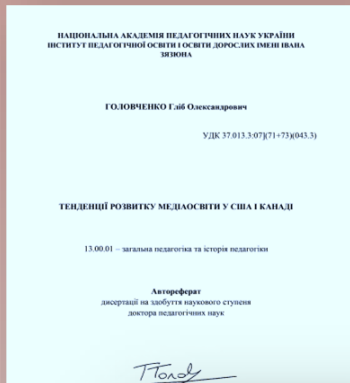 НАЦІОНАЛЬНА АКАДЕМІЯ ПЕДАГОГІЧНИХ НАУК УКРАЇНИ
ІНСТИТУТ ПЕДАГОГІЧНОЇ ОСВІТИ І ОСВІТИ ДОРОСЛИХ ІМЕНІ ІВАНА
ЗЯЗЮНА
ГОЛОВЧЕНКО Гліб Олександрович
УДК 37.013.3:07](71+73)(043.3)
ТЕНДЕНЦІЇ РОЗВИТКУ МЕДІАОСВІТИ У США І КАНАДІ
13.00.01 – загальна педагогіка та історія педагогіки
Автореферат
дисертації на здобуття наукового ступеня
доктора педагогічних наук